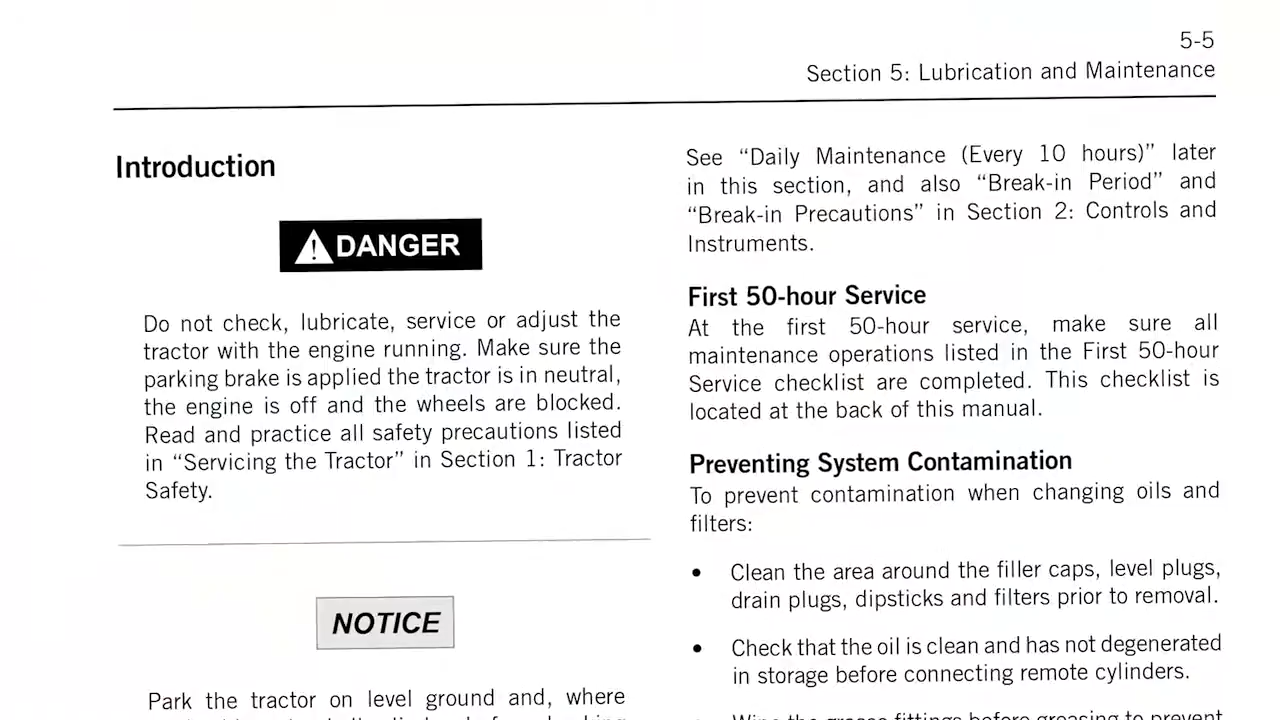 5-5
Section 5: Lubrication and Maintenance
Introduction
DANGER
Do not check, lubricate, service or adjust the
tractor with the engine running. Make sure the
parking brake is applied the tractor is in neutral,
the engine is off and the wheels are blocked.
Read and practice all safety precautions listed
in “Servicing the Tractor” in Section 1: Tractor
Safety.
NOTICE
Park the tractor on level ground and, where
See “Daily Maintenance (Every 10 hours)” later
in this section, and also “Break-in Period” and
“Break-in Precautions” in Section 2: Controls and
Instruments.
First 50-hour Service
At the first 50-hour service, make sure all
maintenance operations listed in the First 50-hour
Service checklist are completed. This checklist is
located at the back of this manual.
Preventing System Contamination
To prevent contamination when changing oils and
filters:
• Clean the area around the filler caps, level plugs,
drain plugs, dipsticks and filters prior to removal.
• Check that the oil is clean and has not degenerated
in storage before connecting remote cylinders.
• Wipe the grease fittings before greasing to prevent